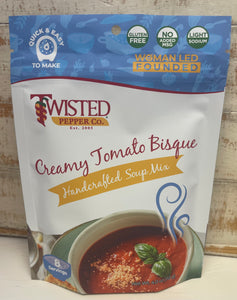 QUICK & EASY
TO MAKE
GLUTEN
FREE
NO
ADDED
MSG
LIGHT
SODIUM
WOMAN LED
FOUNDED
TWISTED
PEPPER CO.
Est. 2001
Creamy Tomato Bisque
Handcrafted Soup Mix
8
Servings